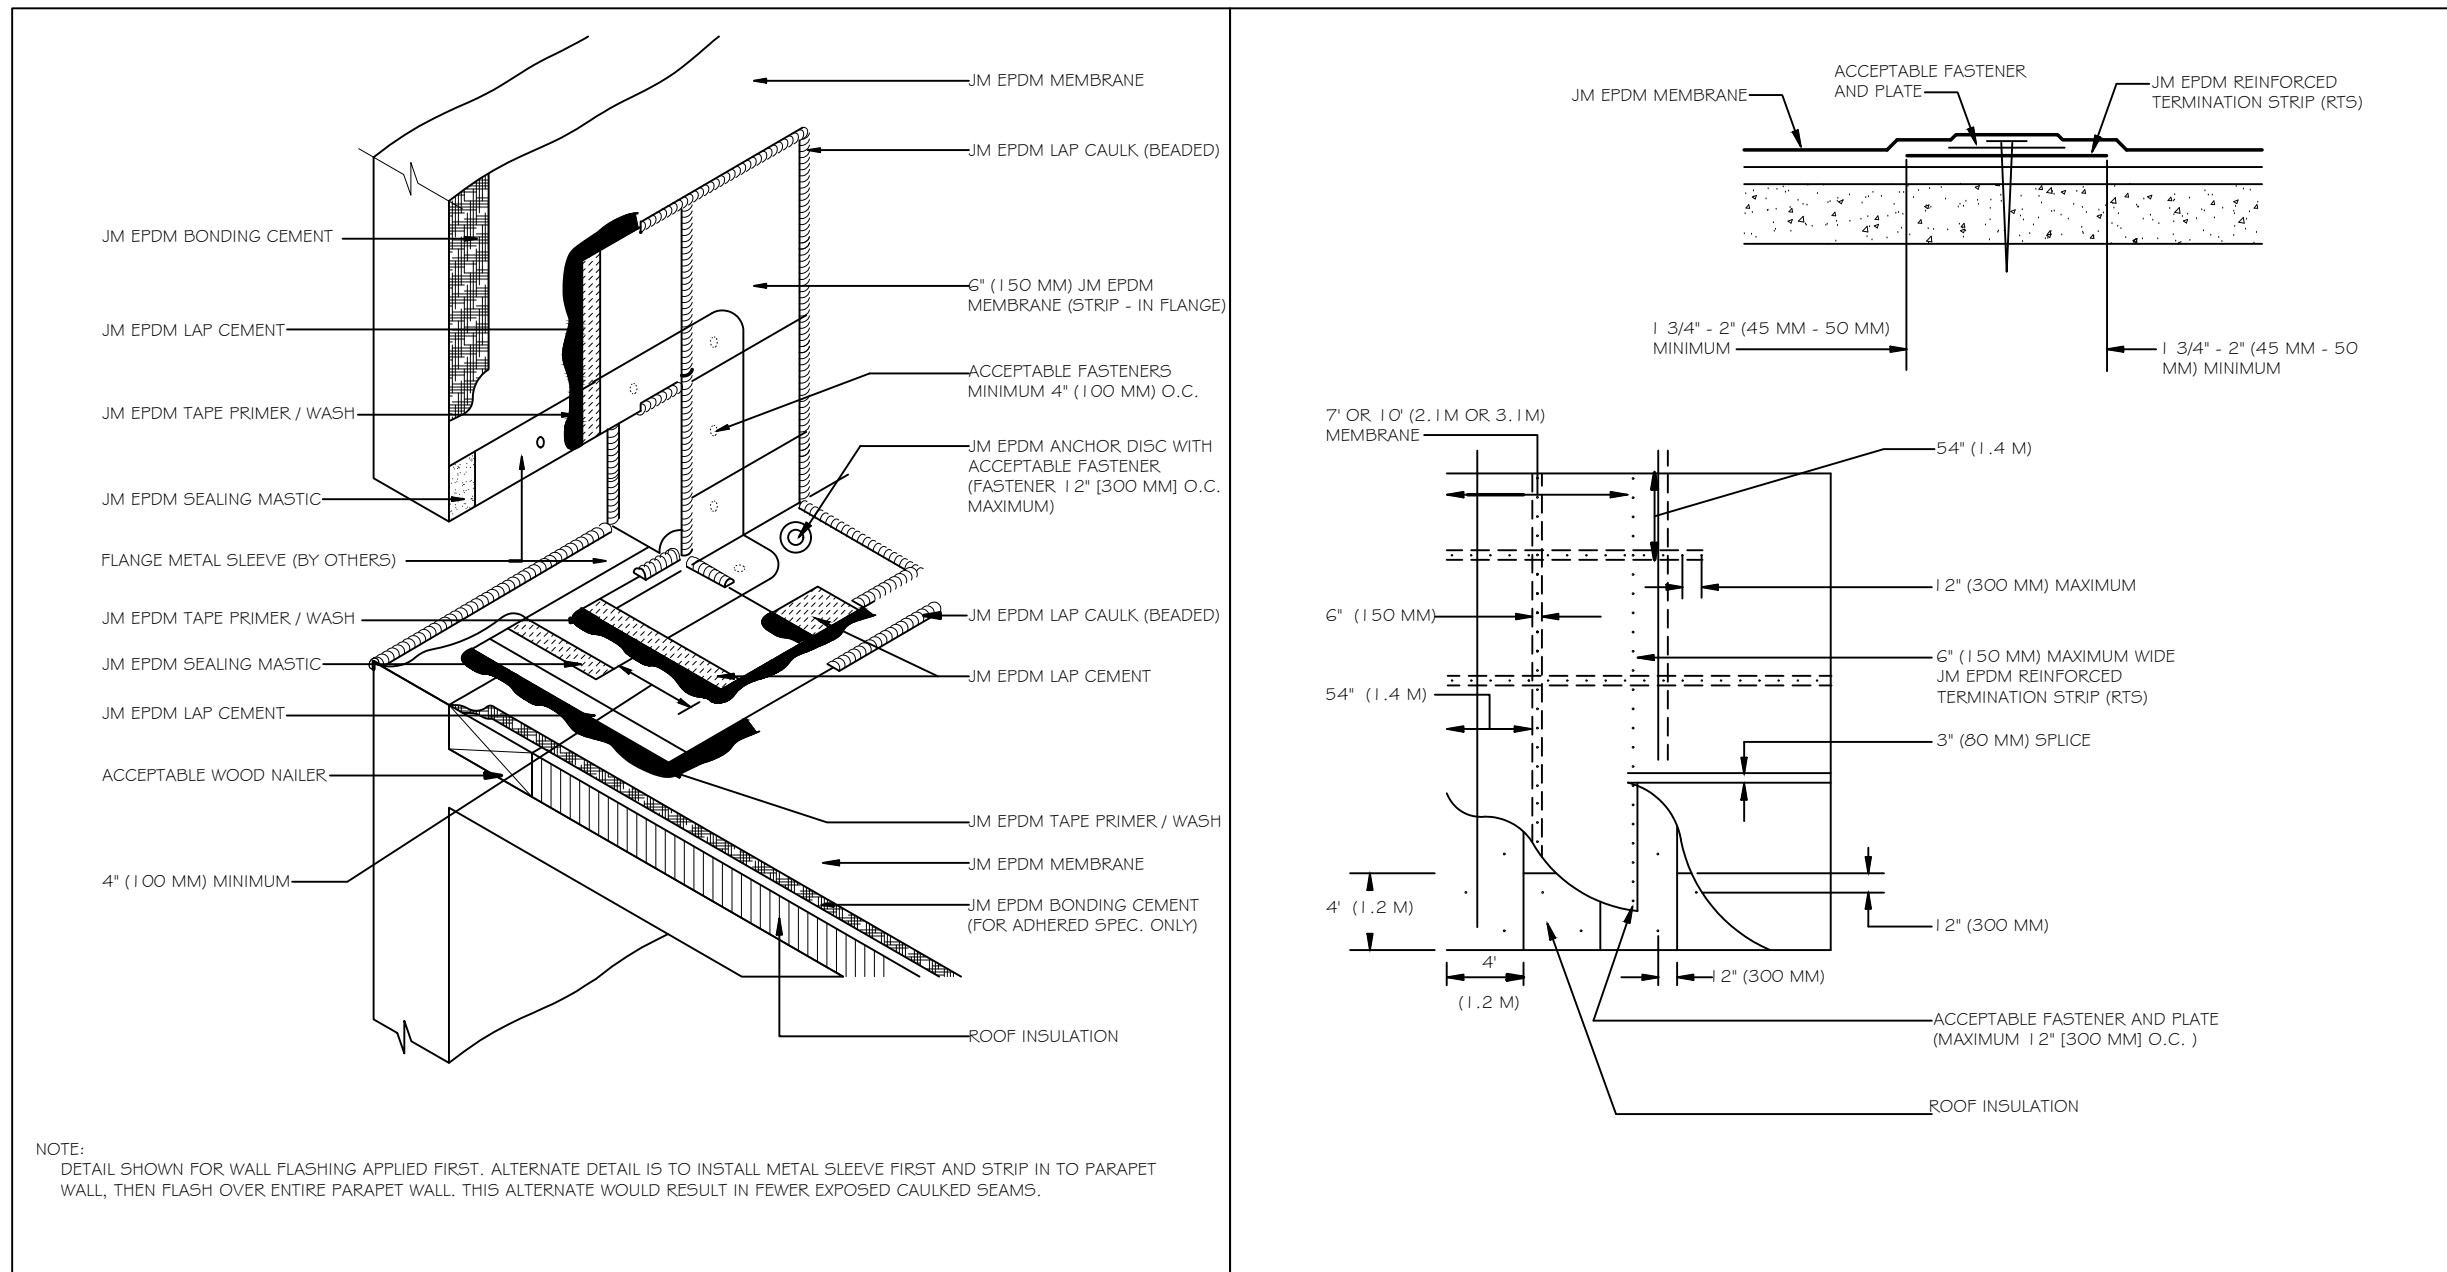 JM EPDM MEMBRANE
JM EPDM LAP CAULK (BEADED)
JM EPDM BONDING CEMENT
6" (150 MM) JM EPDM
MEMBRANE (STRIP - IN FLANGE)
JM EPDM LAP CEMENT
ACCEPTABLE FASTENERS
MINIMUM 4" (100 MM) O.C.
JM EPDM TAPE PRIMER / WASH
JM EPDM ANCHOR DISC WITH
ACCEPTABLE FASTENER
(FASTENER 12" [300 MM] O.C.
MAXIMUM)
JM EPDM SEALING MASTIC
FLANGE METAL SLEEVE (BY OTHERS)
JM EPDM TAPE PRIMER / WASH
JM EPDM LAP CAULK (BEADED)
JM EPDM SEALING MASTIC
JM EPDM LAP CEMENT
JM EPDM LAP CEMENT
ACCEPTABLE WOOD NAILER
JM EPDM TAPE PRIMER / WASH
JM EPDM MEMBRANE
4" (100 MM) MINIMUM
JM EPDM BONDING CEMENT
(FOR ADHERED SPEC. ONLY)
ROOF INSULATION
NOTE:
DETAIL SHOWN FOR WALL FLASHING APPLIED FIRST. ALTERNATE DETAIL IS TO INSTALL METAL SLEEVE FIRST AND STRIP IN TO PARAPET
WALL, THEN FLASH OVER ENTIRE PARAPET WALL. THIS ALTERNATE WOULD RESULT IN FEWER EXPOSED CAULKED SEAMS.
ACCEPTABLE FASTENER
AND PLATE
JM EPDM MEMBRANE
JM EPDM REINFORCED
TERMINATION STRIP (RTS)
1 3/4" - 2" (45 MM - 50 MM)
MINIMUM
1 3/4" - 2" (45 MM - 50
MM) MINIMUM
7' OR 10' (2.1M OR 3.1M)
MEMBRANE
54" (1.4 M)
12" (300 MM) MAXIMUM
6" (150 MM)
6" (150 MM) MAXIMUM WIDE
JM EPDM REINFORCED
TERMINATION STRIP (RTS)
54" (1.4 M)
3" (80 MM) SPLICE
4' (1.2 M)
12" (300 MM)
4'
(1.2 M)
12" (300 MM)
ACCEPTABLE FASTENER AND PLATE
(MAXIMUM 12" [300 MM] O.C. )
ROOF INSULATION